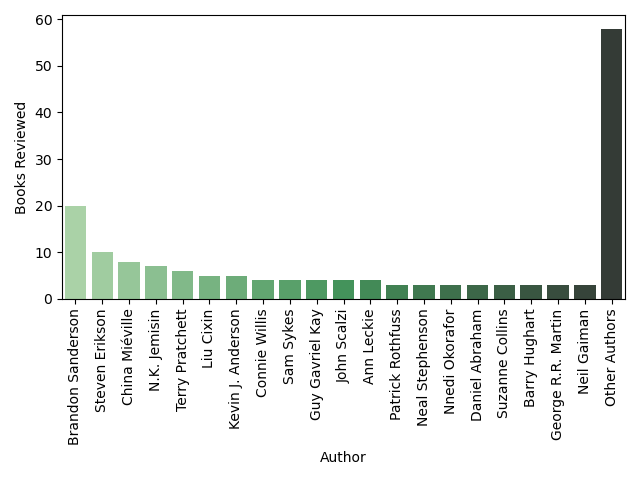 60
50
40
30
20
10
0
Books Reviewed
Brandon Sanderson
Steven Erikson
China Miéville
N.K. Jemisin
Terry Pratchett
Liu Cixin
Kevin J. Anderson
Connie Willis
Sam Sykes
Guy Gavriel Kay
John Scalzi
Ann Leckie
Patrick Rothfuss
Neal Stephenson
Nnedi Okorafor
Daniel Abraham
Suzanne Collins
Barry Hughart
George R.R. Martin
Neil Gaiman
Other Authors
Author